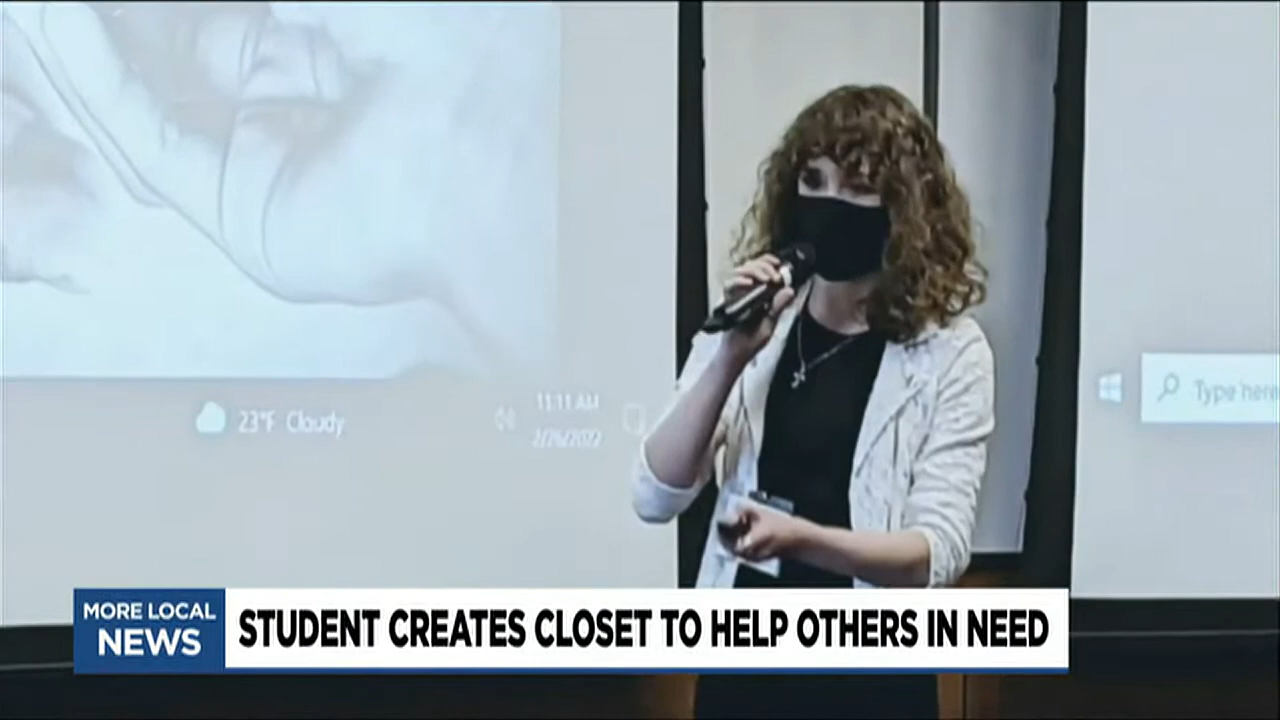 23°F Cloudy
11:11 AM
2/26/2022
Type here
MORE LOCAL
NEWS
STUDENT CREATES CLOSET TO HELP OTHERS IN NEED